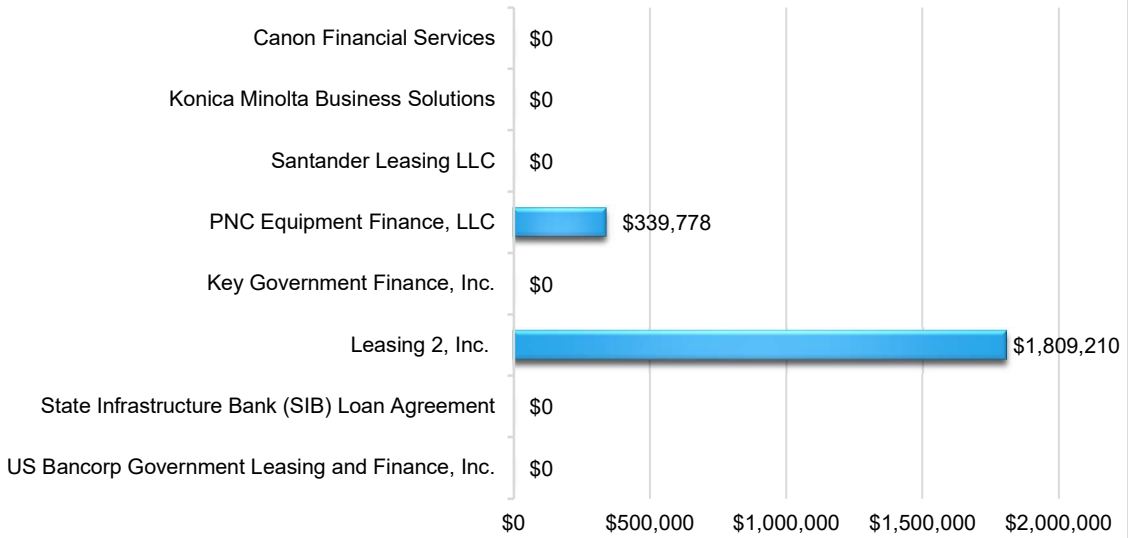 Canon Financial Services $0
Konica Minolta Business Solutions $0
Santander Leasing LLC $0
PNC Equipment Finance, LLC $339,778
Key Government Finance, Inc. $0
Leasing 2, Inc. $1,809,210
State Infrastructure Bank (SIB) Loan Agreement $0
US Bancorp Government Leasing and Finance, Inc. $0
$0 $500,000 $1,000,000 $1,500,000 $2,000,000